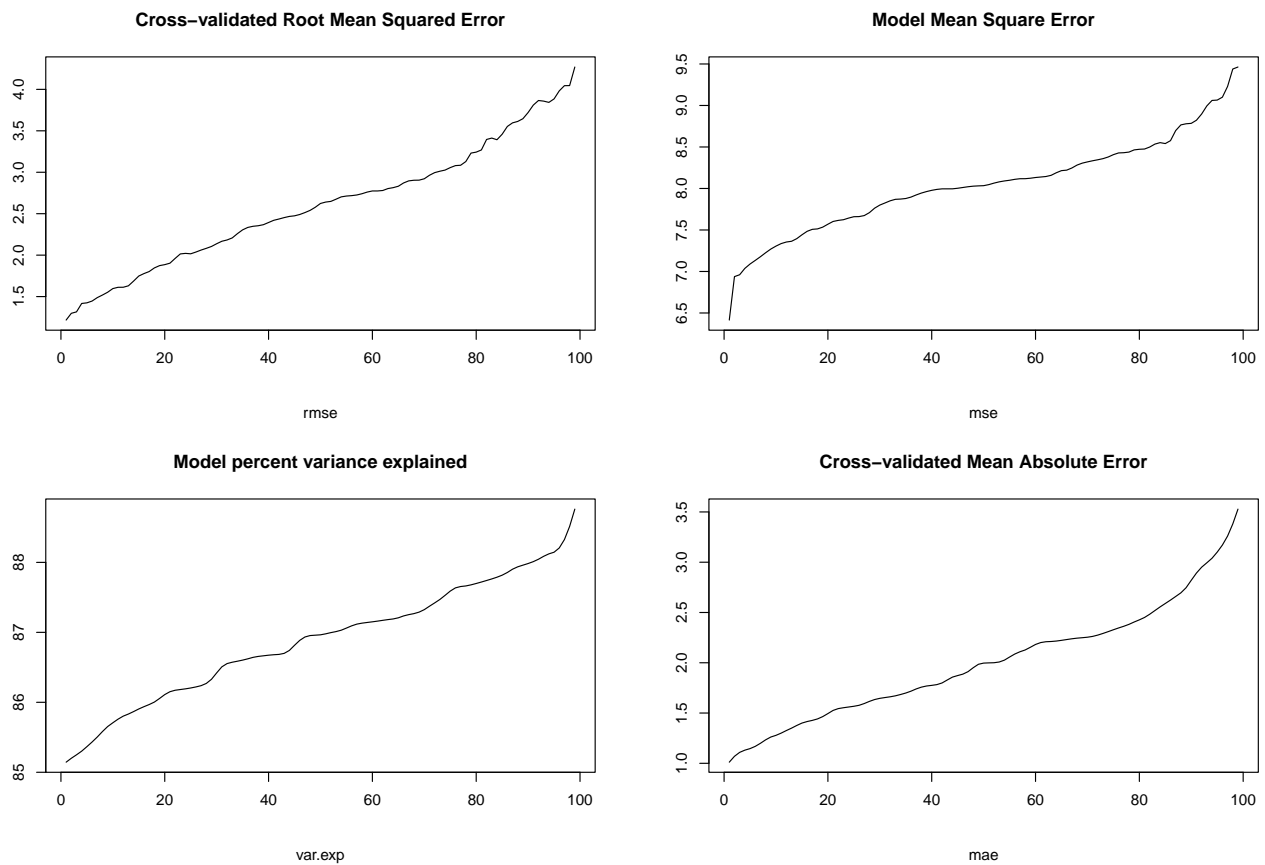 Cross−validated Root Mean Squared Error
1.5 2.0 2.5 3.0 3.5 4.0
0 20 40 60 80 100
rmse
Model Mean Square Error
6.5 7.0 7.5 8.0 8.5 9.0 9.5
0 20 40 60 80 100
mse
Model percent variance explained
85 86 87 88
0 20 40 60 80 100
var.exp
Cross−validated Mean Absolute Error
1.0 1.5 2.0 2.5 3.0 3.5
0 20 40 60 80 100
mae